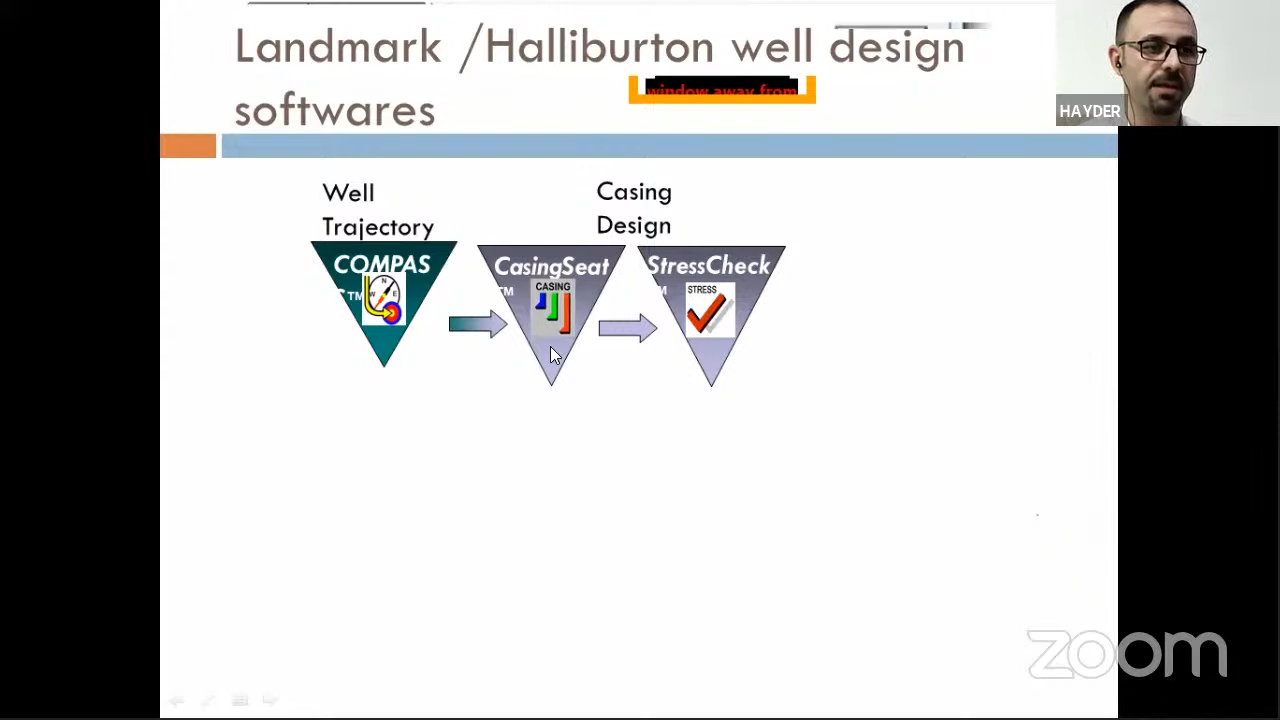 Landmark /Halliburton well design
softwares
window away from
HAYDER
Well
Trajectory
Casing
Design
COMPAS
S™
CasingSeat
™
StressCheck
™
W
N
E
CASING
STRESS
zoom